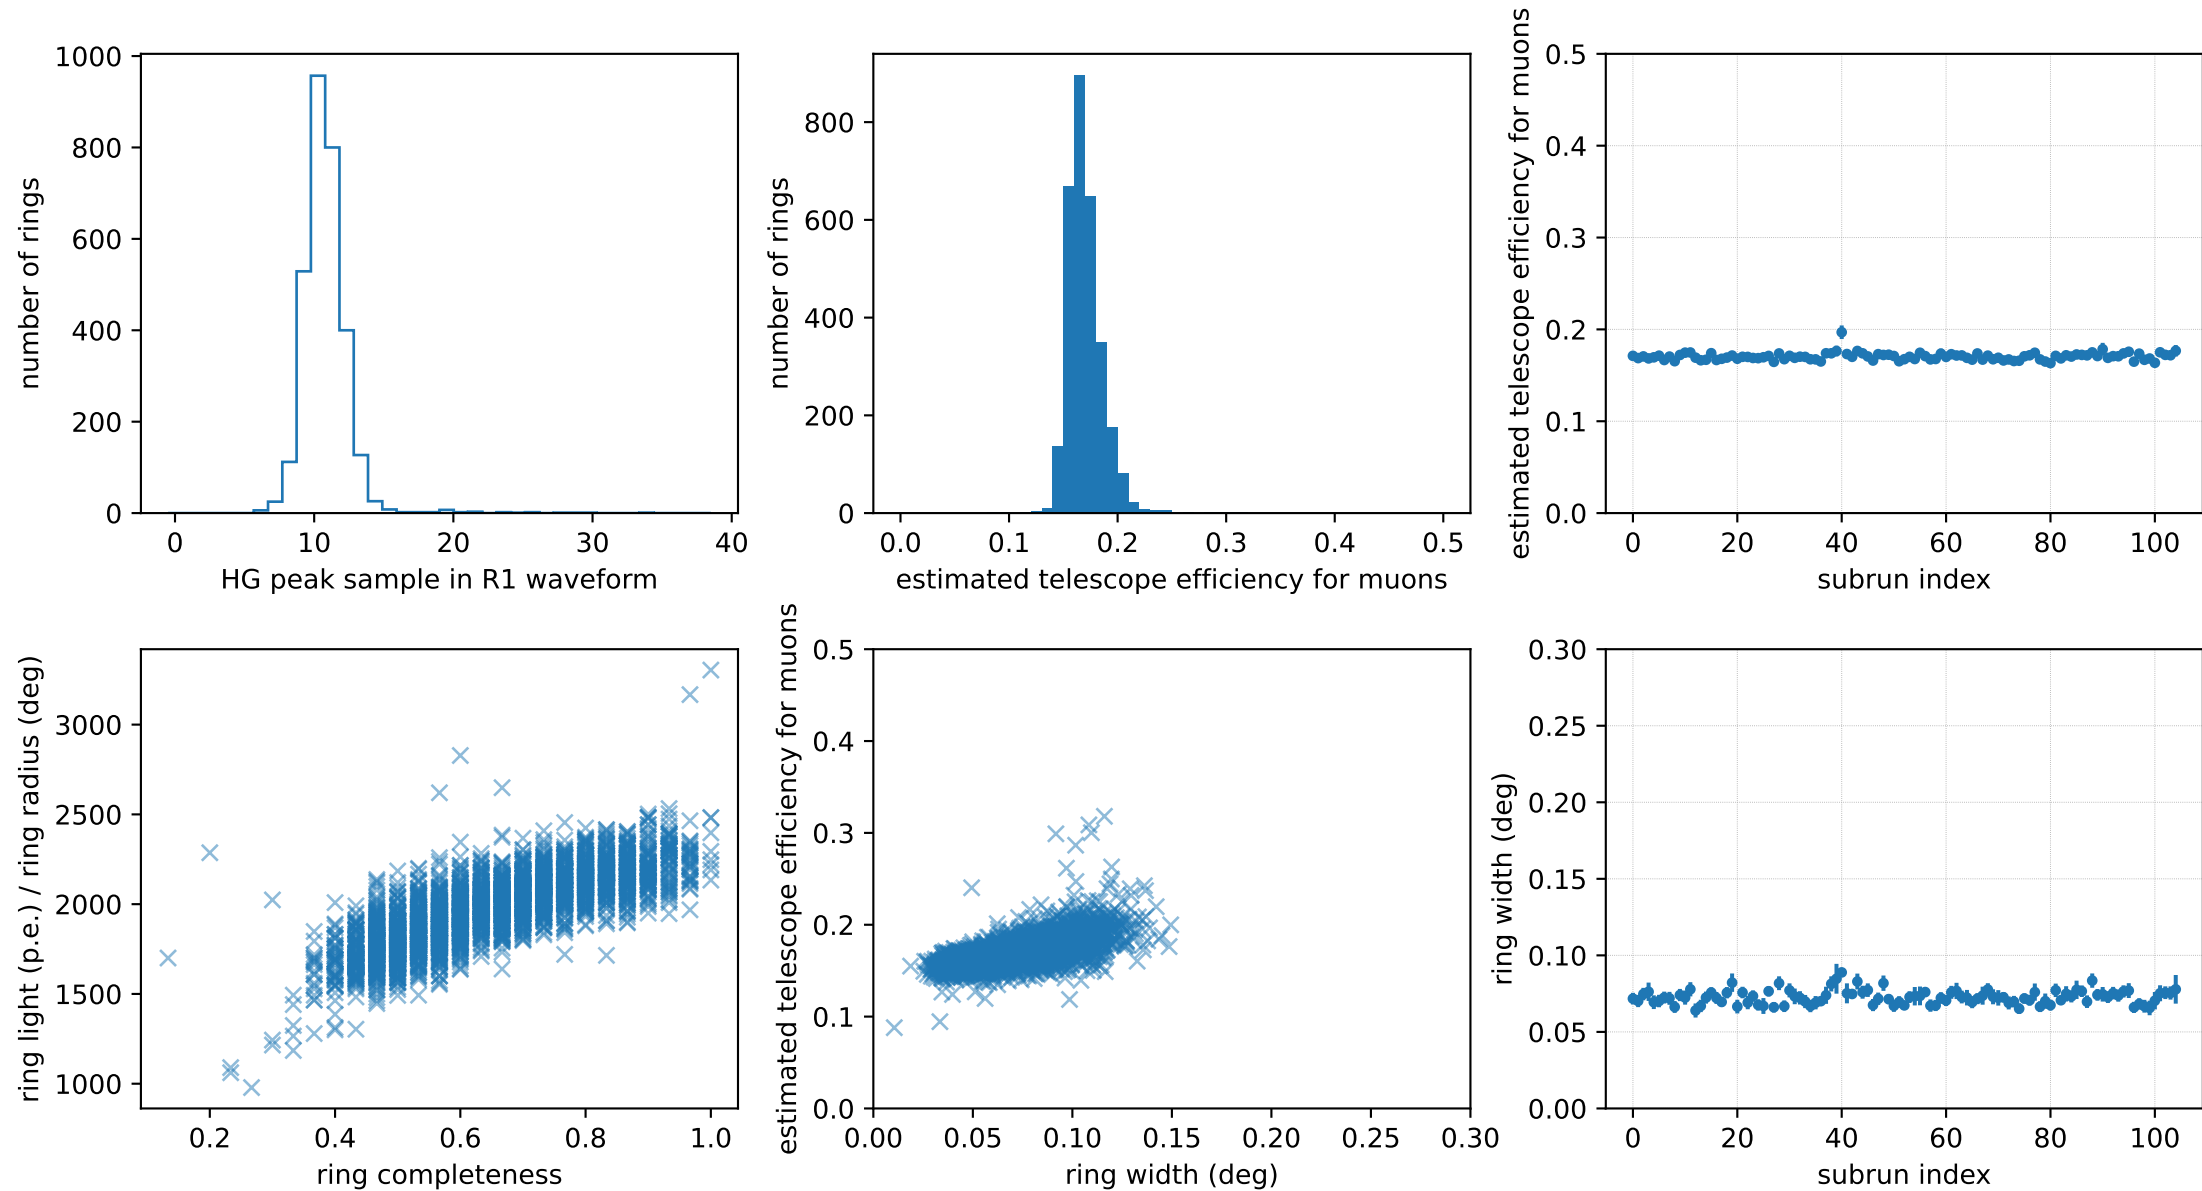 1000
800
600
400
200
0
number of rings
0 10 20 30 40
HG peak sample in R1 waveform
800
600
400
200
0
number of rings
0.0 0.1 0.2 0.3 0.4 0.5
estimated telescope efficiency for muons
0.5
0.4
0.3
0.2
0.1
0.0
estimated telescope efficiency for muons
0 20 40 60 80 100
subrun index
3000
2500
2000
1500
1000
ring light (p.e.) / ring radius (deg)
0.2 0.4 0.6 0.8 1.0
ring completeness
0.5
0.4
0.3
0.2
0.1
0.0
estimated telescope efficiency for muons
0.00 0.05 0.10 0.15 0.20 0.25 0.30
ring width (deg)
0.30
0.25
0.20
0.15
0.10
0.05
0.00
ring width (deg)
0 20 40 60 80 100
subrun index